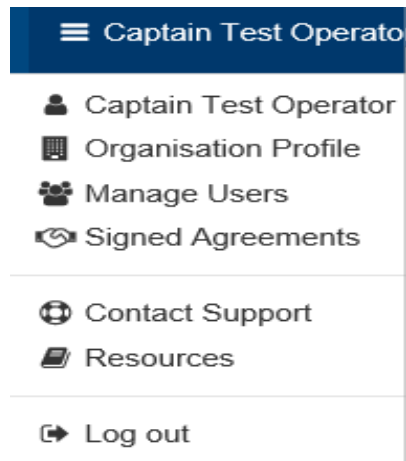 Captain Test Operato
Captain Test Operator
Organisation Profile
Manage Users
Signed Agreements
Contact Support
Resources
Log out